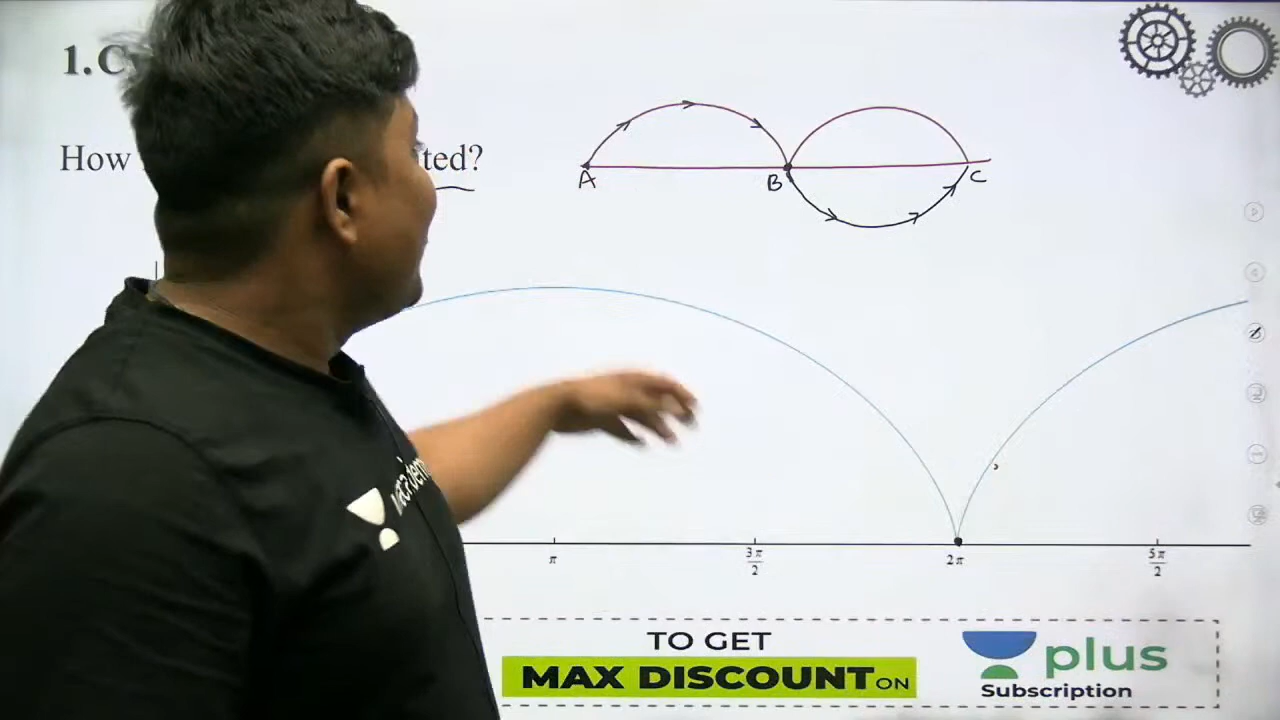 1.C
How ted?
A B C
π 3π/2 2π 5π/2
TO GET
MAX DISCOUNT ON
plus
Subscription